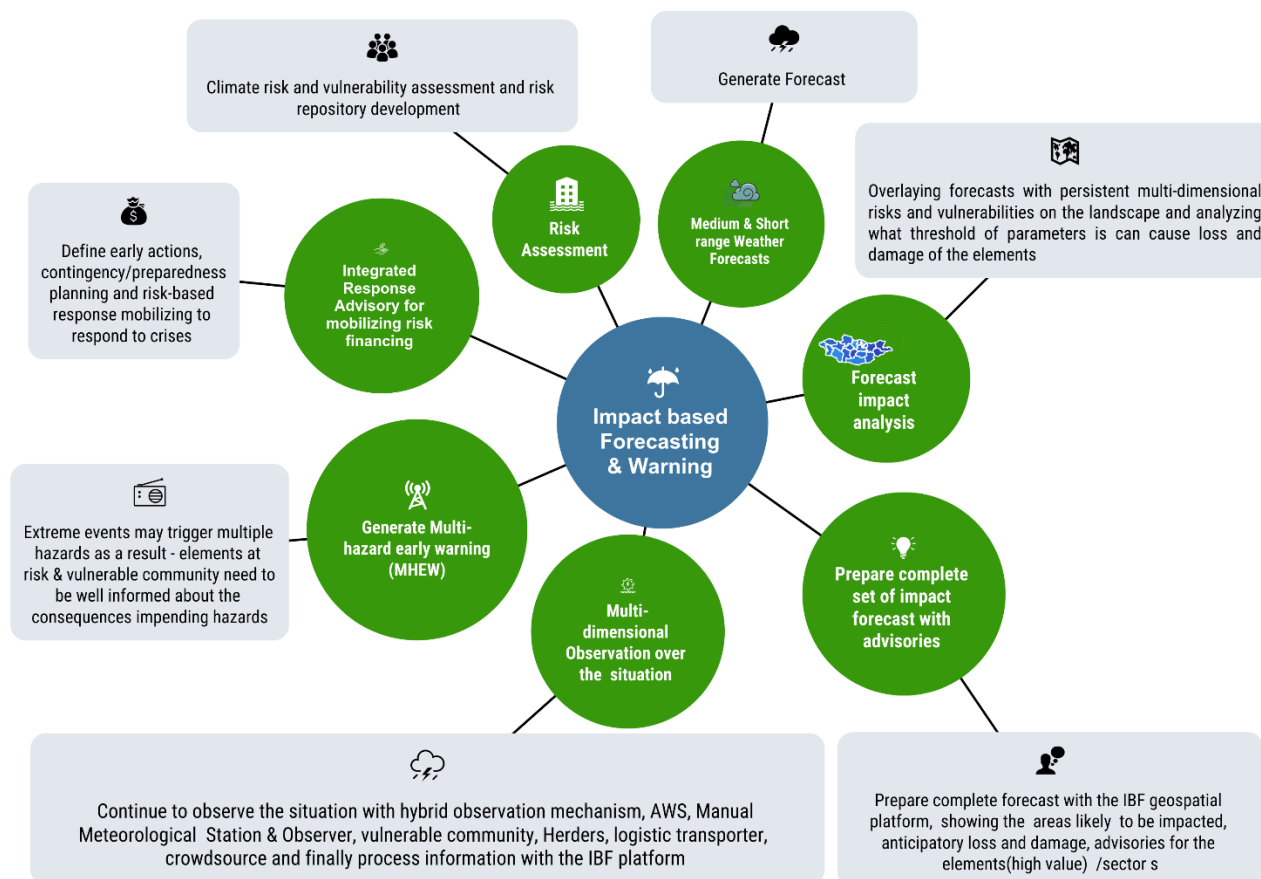 Climate risk and vulnerability assessment and risk
repository development
Generate Forecast
Overlaying forecasts with persistent multi-dimensional
risks and vulnerabilities on the landscape and analyzing
what threshold of parameters is can cause loss and
damage of the elements
Define early actions,
contingency/preparedness
planning and risk-based
response mobilizing to
respond to crises
Integrated
Response
Advisory for
mobilizing risk
financing
Risk
Assessment
Medium & Short
range Weather
Forecasts
Forecast
impact
analysis
Impact based
Forecasting
& Warning
Extreme events may trigger multiple
hazards as a result - elements at
risk & vulnerable community need to
be well informed about the
consequences impending hazards
Generate Multi-
hazard early warning
(MHEW)
Multi-
dimensional
Observation over
the situation
Prepare complete
set of impact
forecast with
advisories
Continue to observe the situation with hybrid observation mechanism, AWS, Manual
Meteorological Station & Observer, vulnerable community, Herders, logistic transporter,
crowdsource and finally process information with the IBF platform
Prepare complete forecast with the IBF geospatial
platform, showing the areas likely to be impacted,
anticipatory loss and damage, advisories for the
elements(high value) /sector s